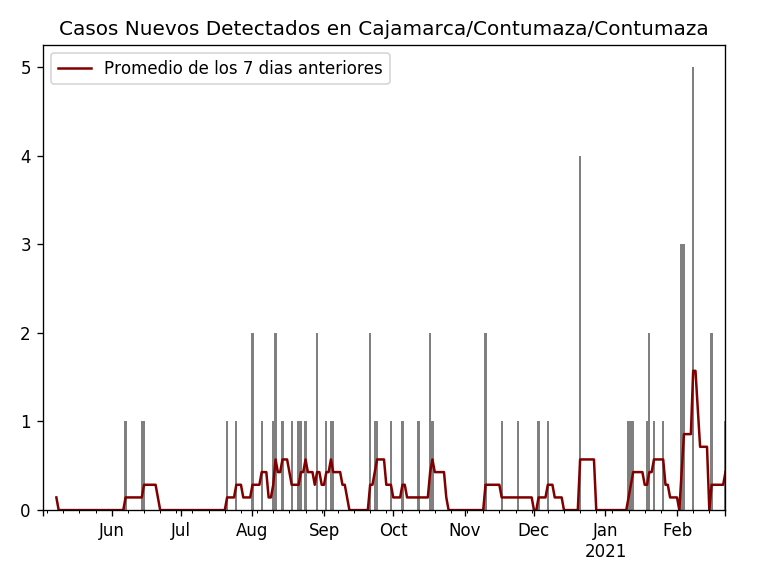 Casos Nuevos Detectados en Cajamarca/Contumaza/Contumaza
Promedio de los 7 dias anteriores
5
4
3
2
1
0
Jun Jul Aug Sep Oct Nov Dec Jan Feb
2021